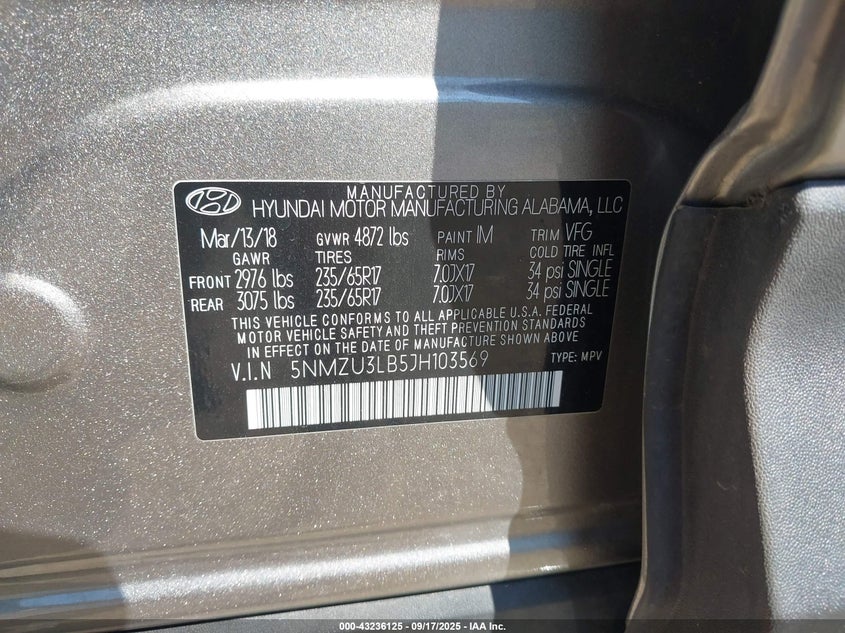 MANUFACTURED BY
HYUNDAI MOTOR MANUFACTURING ALABAMA, LLC
Mar/13/18 GVWR 4872 lbs PAINT IM TRIM VFG
GAWR TIRES RIMS COLD TIRE INFL
FRONT 2976 lbs 235/65R17 7.0JX17 34 psi SINGLE
REAR 3075 lbs 235/65R17 7.0JX17 34 psi SINGLE
THIS VEHICLE CONFORMS TO ALL APPLICABLE U.S.A. FEDERAL
MOTOR VEHICLE SAFETY AND THEFT PREVENTION STANDARDS
IN EFFECT ON THE DATE OF MANUFACTURE SHOWN ABOVE.
V.I.N 5NMZU3LB5JH103569 TYPE: MPV
000-43236125 - 09/17/2025 - IAA Inc.